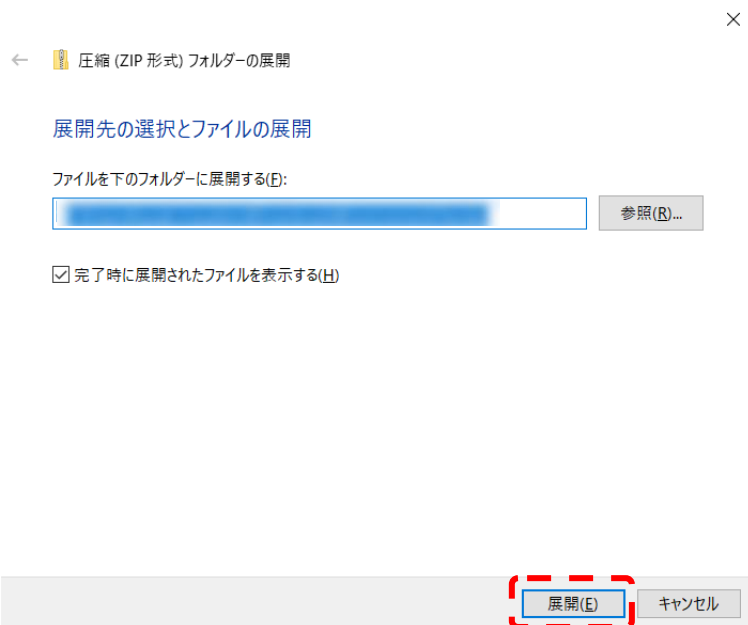 圧縮 (ZIP 形式) フォルダーの展開
展開先の選択とファイルの展開
ファイルを下のフォルダーに展開する(F):
参照(R)...
完了時に展開されたファイルを表示する(H)
展開(E) キャンセル